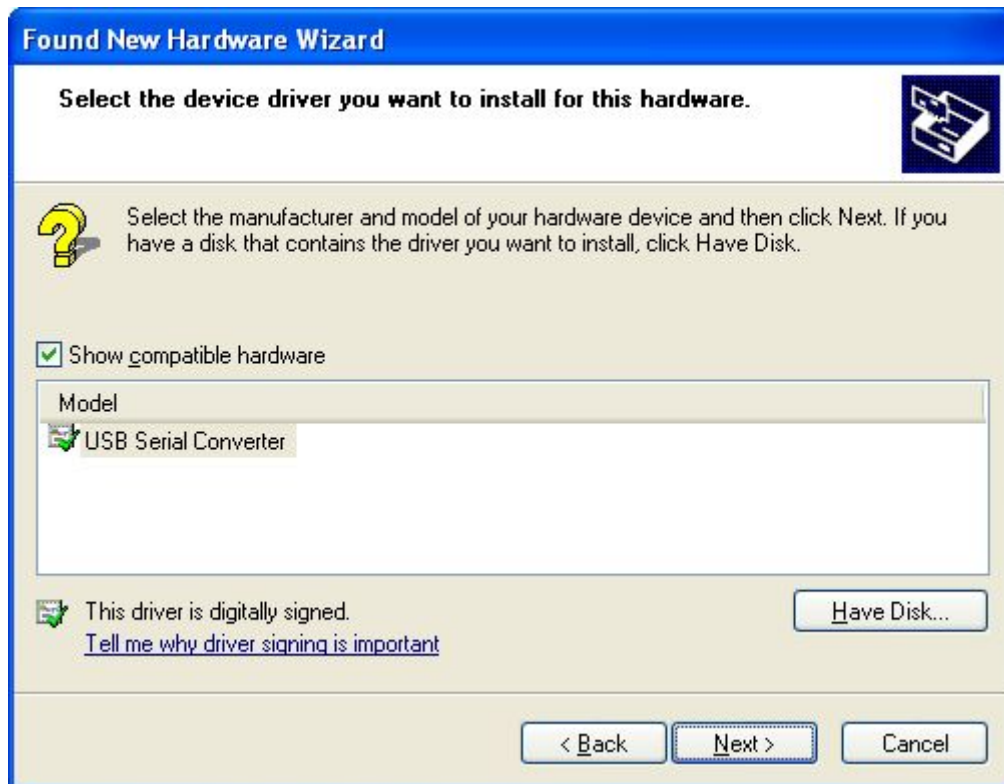 Found New Hardware Wizard
Select the device driver you want to install for this hardware.
Select the manufacturer and model of your hardware device and then click Next. If you
have a disk that contains the driver you want to install, click Have Disk.
Show compatible hardware
Model
USB Serial Converter
This driver is digitally signed.
Have Disk...
Tell me why driver signing is important
< Back
Next >
Cancel